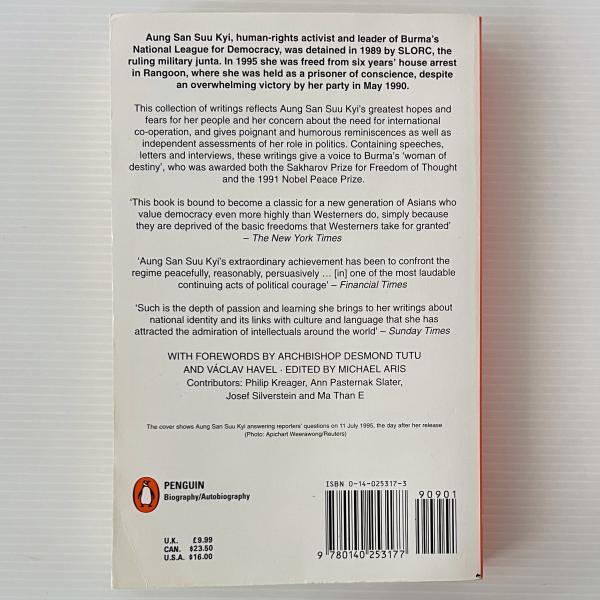 Aung San Suu Kyi, human-rights activist and leader of Burma's
National League for Democracy, was detained in 1989 by SLORC, the
ruling military junta. In 1995 she was freed from six years' house arrest
in Rangoon, where she was held as a prisoner of conscience, despite
an overwhelming victory by her party in May 1990.
This collection of writings reflects Aung San Suu Kyi's greatest hopes and
fears for her people and her concern about the need for international
co-operation, and gives poignant and humorous reminiscences as well as
independent assessments of her role in politics. Containing speeches,
letters and interviews, these writings give a voice to Burma's 'woman of
destiny', who was awarded both the Sakharov Prize for Freedom of Thought
and the 1991 Nobel Peace Prize.
'This book is bound to become a classic for a new generation of Asians who
value democracy even more highly than Westerners do, simply because
they are deprived of the basic freedoms that Westerners take for granted'
– The New York Times
'Aung San Suu Kyi's extraordinary achievement has been to confront the
regime peacefully, reasonably, persuasively ... [in] one of the most laudable
continuing acts of political courage' – Financial Times
'Such is the depth of passion and learning she brings to her writings about
national identity and its links with culture and language that she has
attracted the admiration of intellectuals around the world' – Sunday Times
WITH FOREWORDS BY ARCHBISHOP DESMOND TUTU
AND VÁCLAV HAVEL · EDITED BY MICHAEL ARIS
Contributors: Philip Kreager, Ann Pasternak Slater,
Josef Silverstein and Ma Than E
The cover shows Aung San Suu Kyi answering reporters' questions on 11 July 1995, the day after her release
(Photo: Apichart Weerawong/Reuters)
PENGUIN
Biography/Autobiography
U.K. £9.99
CAN. $23.50
U.S.A. $16.00
ISBN 0-14-025317-3
90901
9 780140 253177